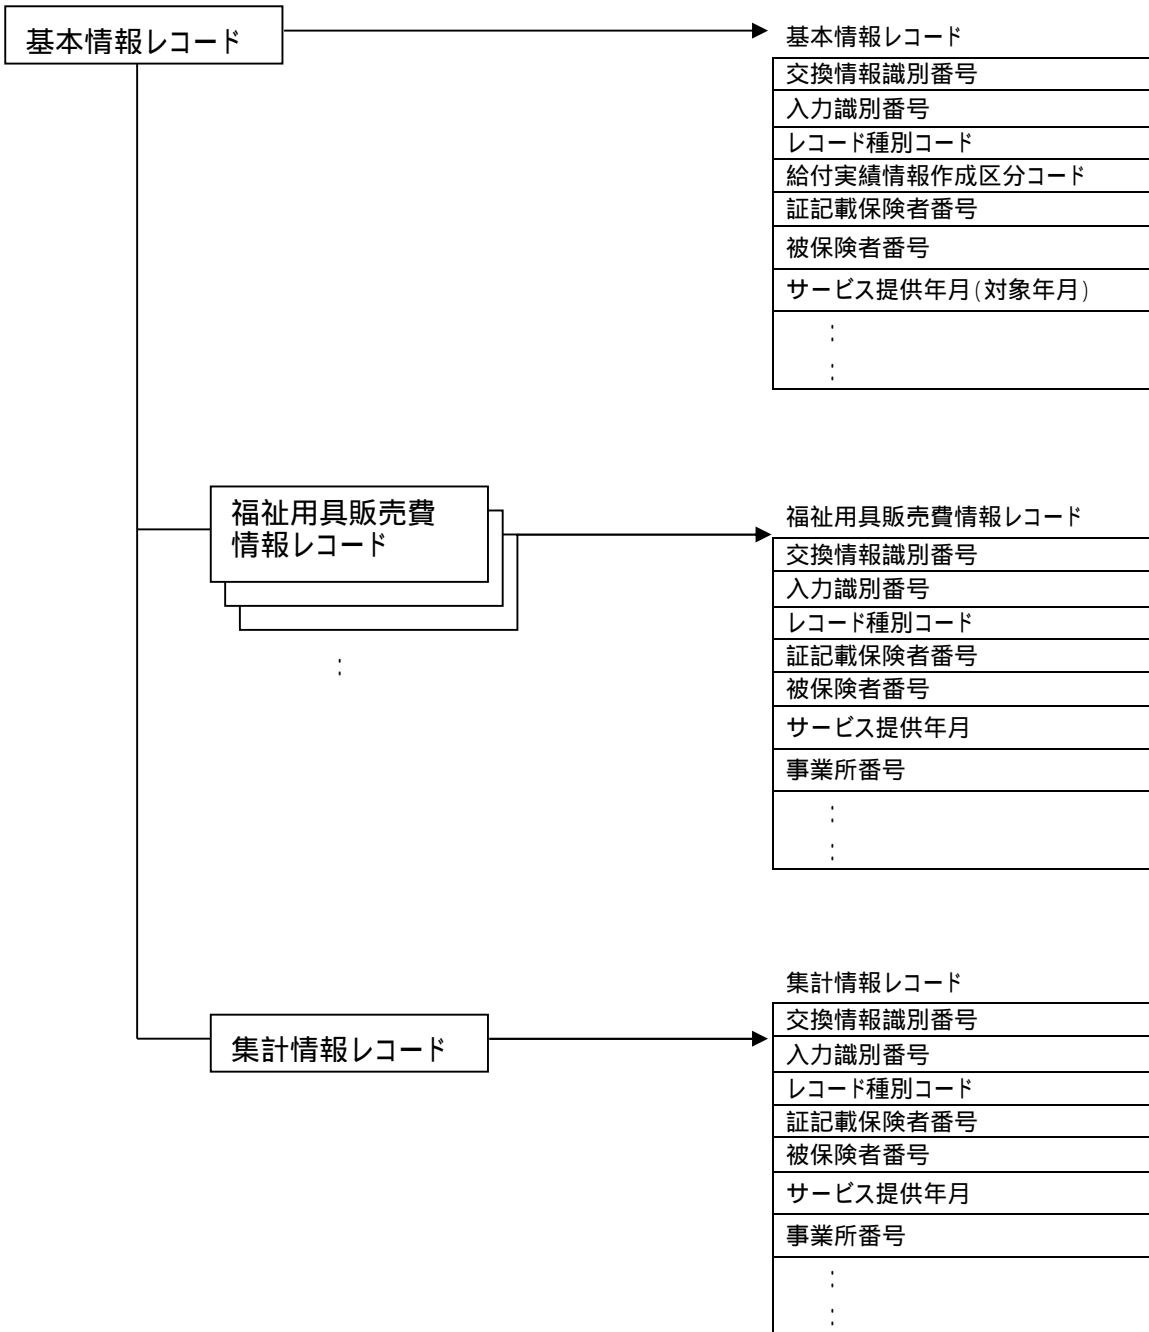 基本情報レコード
基本情報レコード
交換情報識別番号
入力識別番号
レコード種別コード
給付実績情報作成区分コード
証記載保険者番号
被保険者番号
サービス提供年月(対象年月)
:
:
福祉用具販売費
情報レコード
:
福祉用具販売費情報レコード
交換情報識別番号
入力識別番号
レコード種別コード
証記載保険者番号
被保険者番号
サービス提供年月
事業所番号
:
:
集計情報レコード
集計情報レコード
交換情報識別番号
入力識別番号
レコード種別コード
証記載保険者番号
被保険者番号
サービス提供年月
事業所番号
:
: